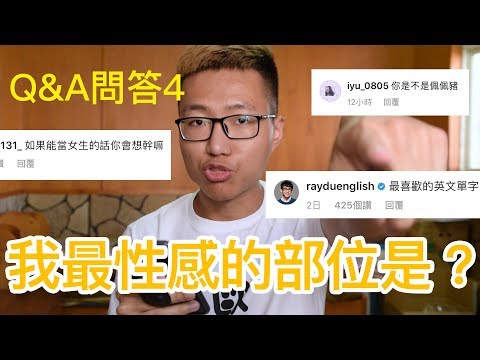 Q&A問答4
iyu_0805 你是不是佩佩豬
12小時 回覆
131_ 如果能當女生的話你會想幹嘛
讚 回覆
rayduenglish 最喜歡的英文單字
2日 425個讚 回覆
我最性感的部位是？